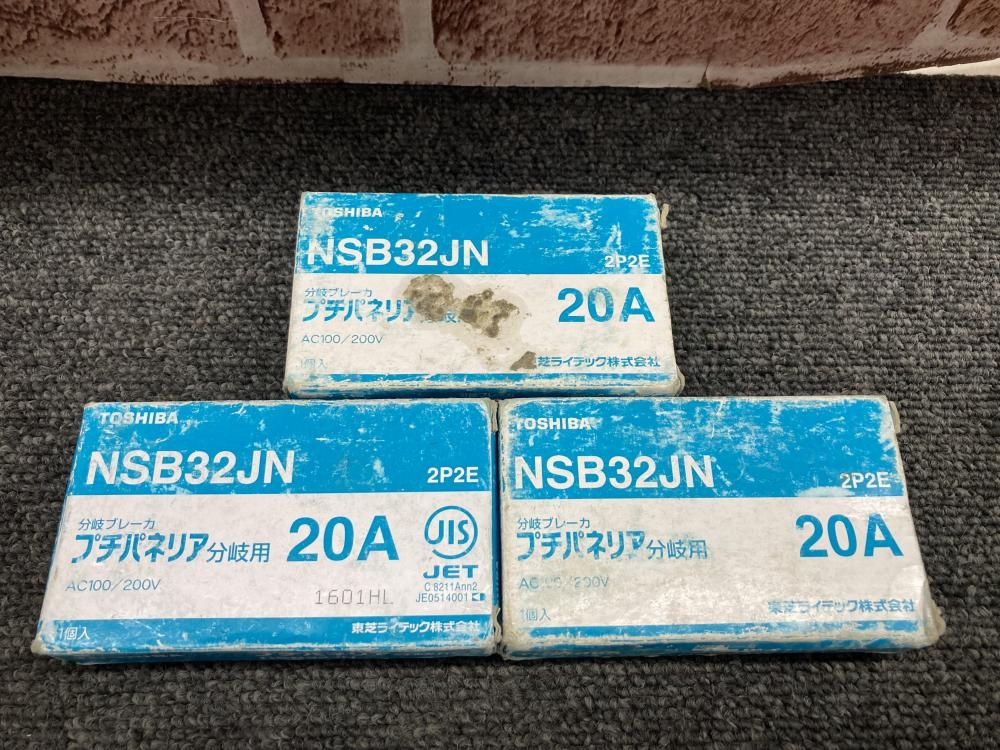 TOSHIBA
NSB32JN
2P2E
分岐ブレーカ
プチパネリア
20A
AC100/200V
1個入
芝ライテック株式会社
TOSHIBA
NSB32JN
2P2E
分岐ブレーカ
プチパネリア分岐用
20A
JIS
JET
AC100/200V
C 8211Ann2
1601HL
JE0514001
1個入
東芝ライテック株式会社
TOSHIBA
NSB32JN
2P2E
分岐ブレーカ
プチパネリア分岐用
20A
AC100/200V
1個入
東芝ライテック株式会社